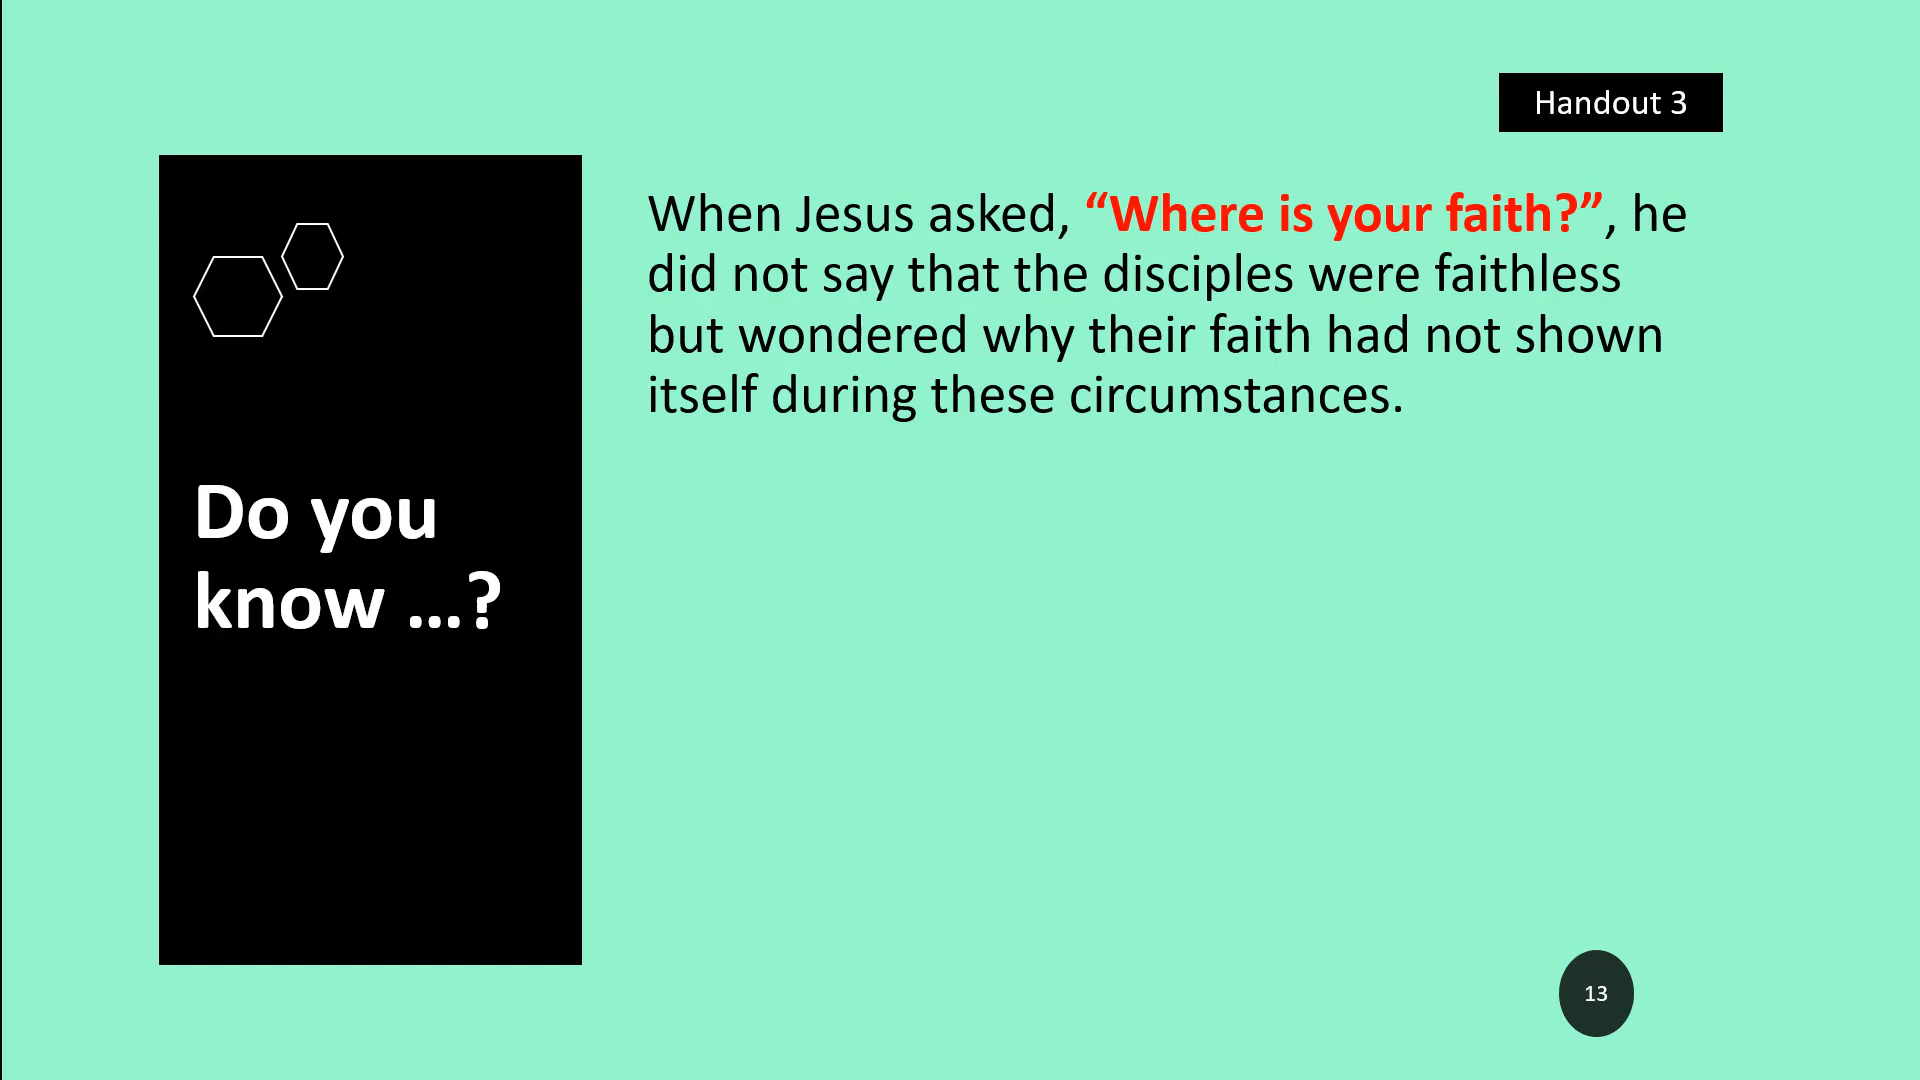 Handout 3
When Jesus asked, “Where is your faith?”, he
did not say that the disciples were faithless
but wondered why their faith had not shown
itself during these circumstances.
Do you
know ...?
13